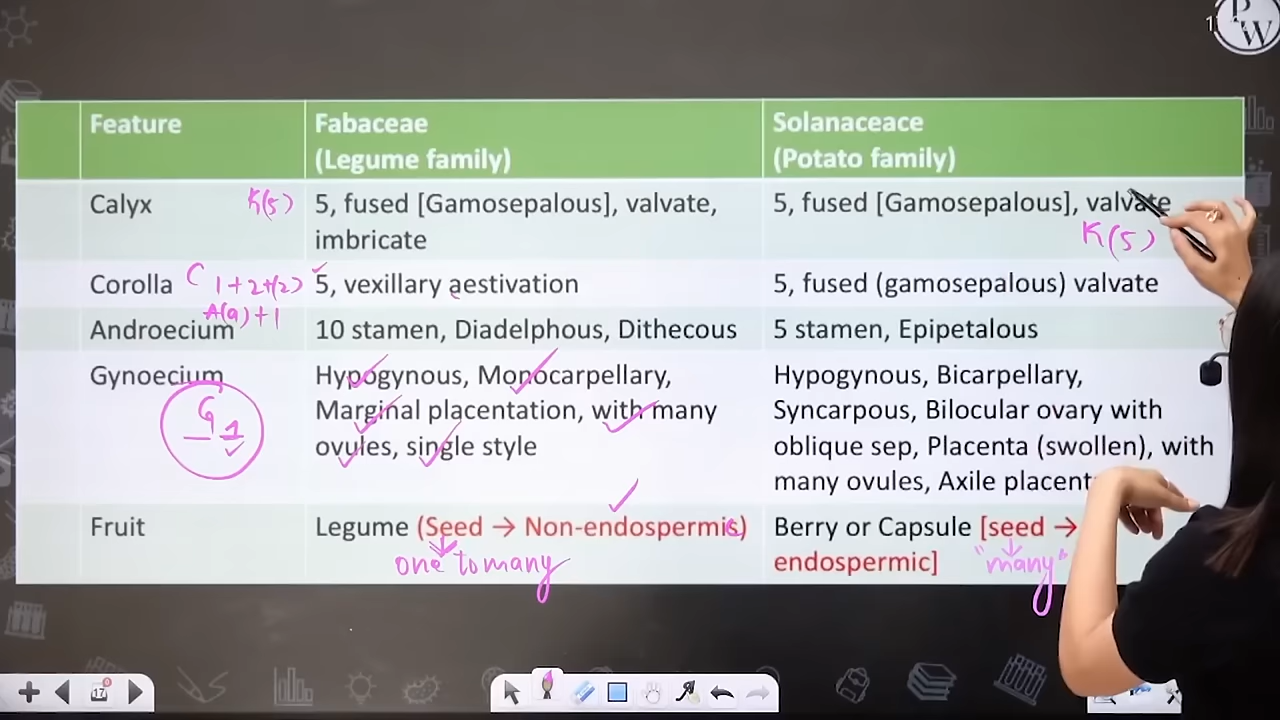 P
W
Feature
Fabaceae
(Legume family)
Solanaceace
(Potato family)
Calyx K(5)
5, fused [Gamosepalous], valvate,
imbricate
5, fused [Gamosepalous], valvate
K(5)
Corolla C 1+2+(2)
5, vexillary aestivation
5, fused (gamosepalous) valvate
A(9)+1
Androecium
10 stamen, Diadelphous, Dithecous
5 stamen, Epipetalous
Gynoecium
G 1
Hypogynous, Monocarpellary,
Marginal placentation, with many
ovules, single style
Hypogynous, Bicarpellary,
Syncarpous, Bilocular ovary with
oblique sep, Placenta (swollen), with
many ovules, Axile
Fruit
Legume (Seed → Non-endospermic)
one to many
Berry or Capsule [seed →
endospermic] "many"
17